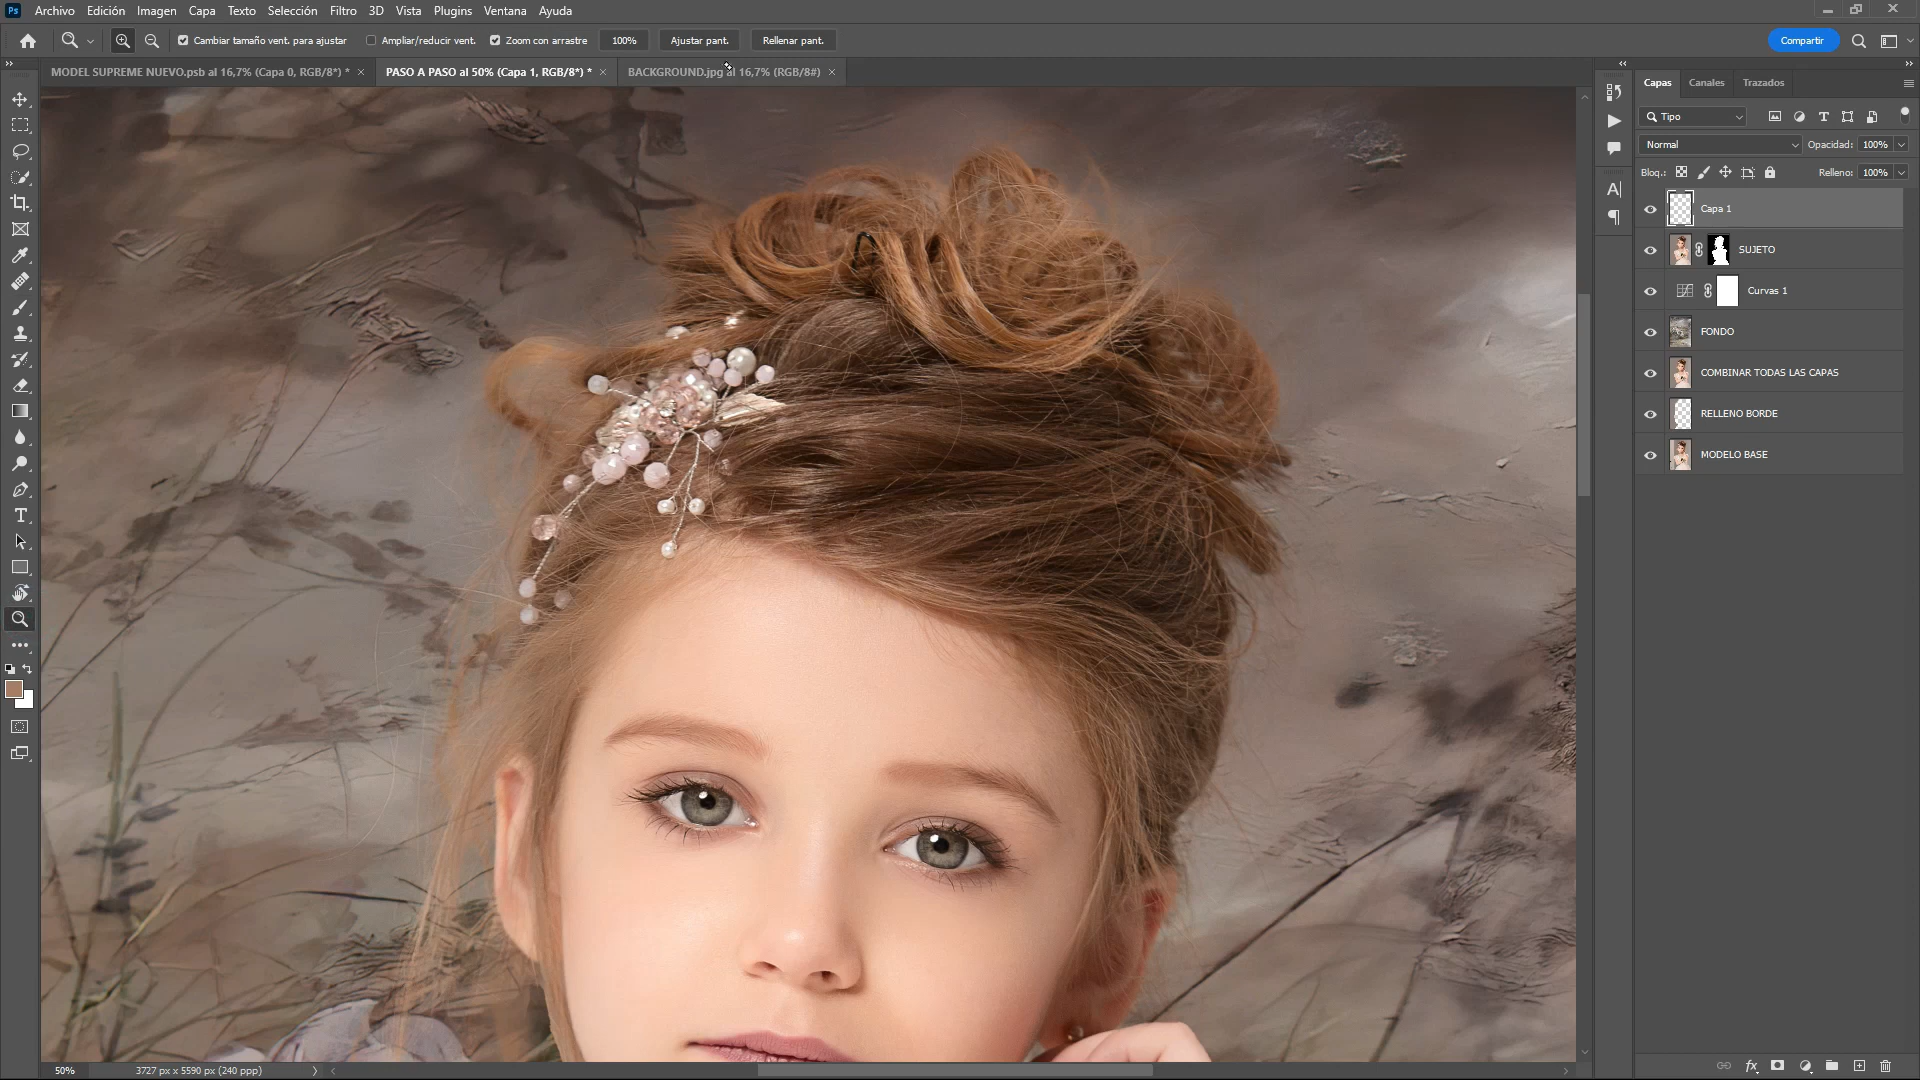 Ps Archivo Edición Imagen Capa Texto Selección Filtro 3D Vista Plugins Ventana Ayuda
Cambiar tamaño vent. para ajustar Ampliar/reducir vent. Zoom con arrastre 100% Ajustar pant. Rellenar pant. Compartir
MODEL SUPREME NUEVO.psb al 16,7% (Capa 0, RGB/8*) * PASO A PASO al 50% (Capa 1, RGB/8*) * BACKGROUND.jpg al 16,7% (RGB/8#)
Capas Canales Trazados
Tipo
Normal Opacidad: 100%
Bloq.: Relleno: 100%
Capa 1
SUJETO
Curvas 1
FONDO
COMBINAR TODAS LAS CAPAS
RELLENO BORDE
MODELO BASE
50% 3727 px x 5590 px (240 ppp)